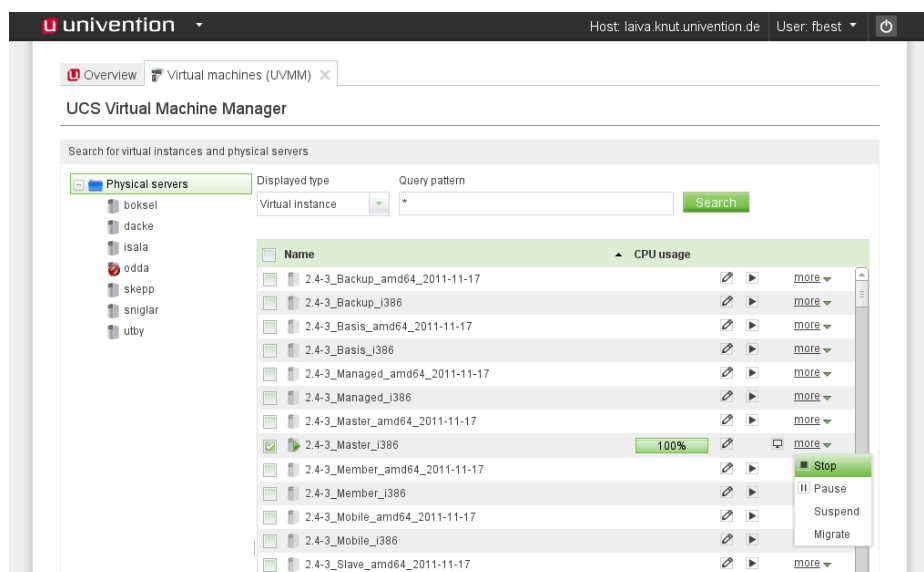 univention
Host: laiva.knut.univention.de
User: fbest
Overview
Virtual machines (UVMM)
UCS Virtual Machine Manager
Search for virtual instances and physical servers
Physical servers
boksel
dacke
isala
odda
skepp
sniglar
utby
Displayed type
Query pattern
Virtual instance
*
Search
Name
CPU usage
2.4-3_Backup_amd64_2011-11-17
more
2.4-3_Backup_i386
more
2.4-3_Basis_amd64_2011-11-17
more
2.4-3_Basis_i386
more
2.4-3_Managed_amd64_2011-11-17
more
2.4-3_Managed_i386
more
2.4-3_Master_amd64_2011-11-17
more
2.4-3_Master_i386
100%
more
2.4-3_Member_amd64_2011-11-17
2.4-3_Member_i386
2.4-3_Mobile_amd64_2011-11-17
2.4-3_Mobile_i386
Stop
Pause
Suspend
Migrate
2.4-3_Slave_amd64_2011-11-17
more